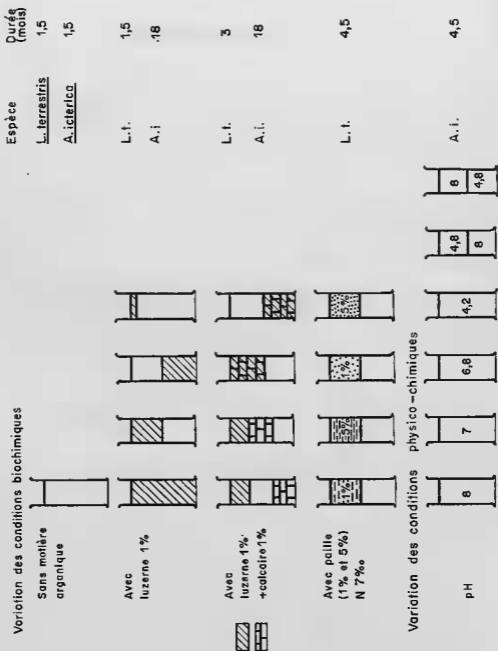 Variation des conditions biochimiques
Espèce
Durée (mois)
Sans matière
organique
L. terrestris 1,5
A. icterica 1,5
Avec
luzerne 1%
L.t. 1,5
A.i .18
Avec
luzerne 1%
+calcaire 1%
L.t. 3
A.i. 18
Avec paille
(1% et 5%)
N 7‰
1% 5% 1% 5%
L.t. 4,5
Variation des conditions physico-chimiques
pH
8 7 6,8 4,2
4,8
8
8
4,8
A.i. 4,5